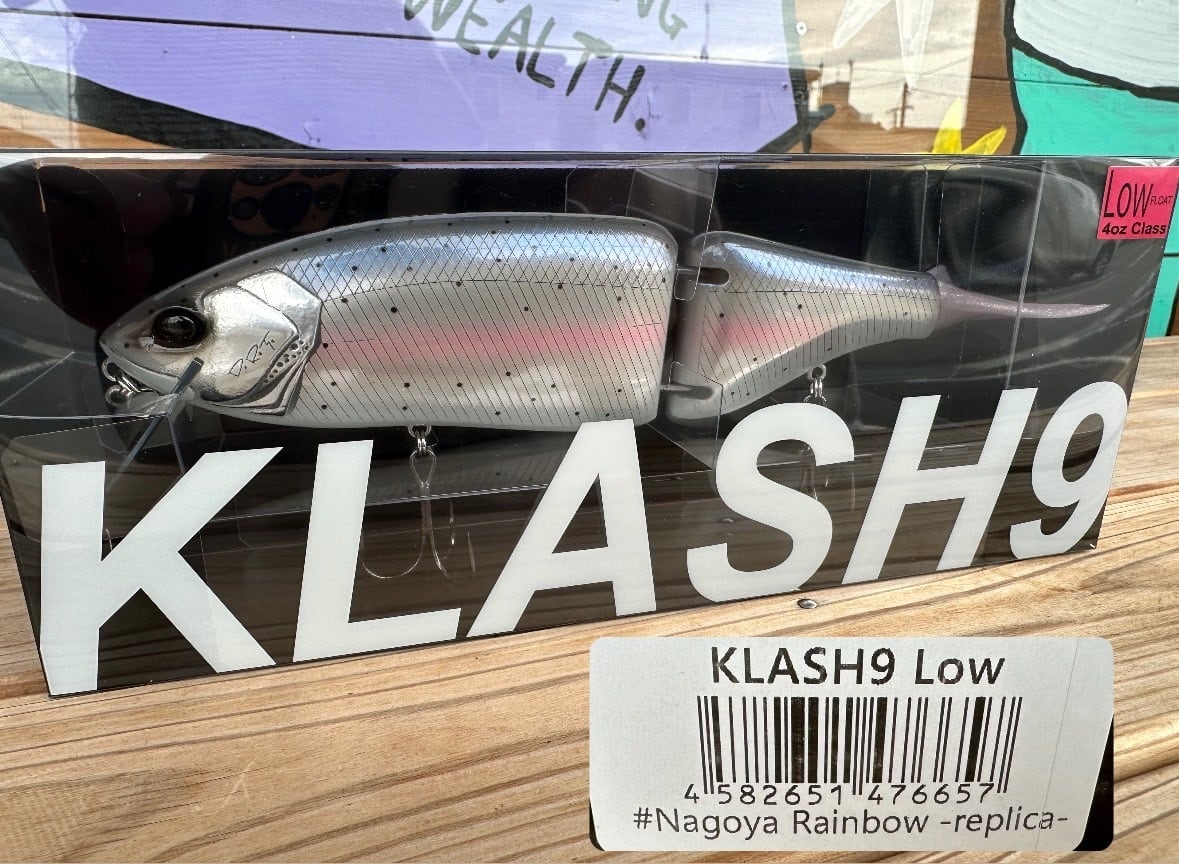 WEALTH.
LOW FLOAT
4oz Class
D.R.T.
KLASH9
KLASH9 Low
4 582651 476657
#Nagoya Rainbow -replica-